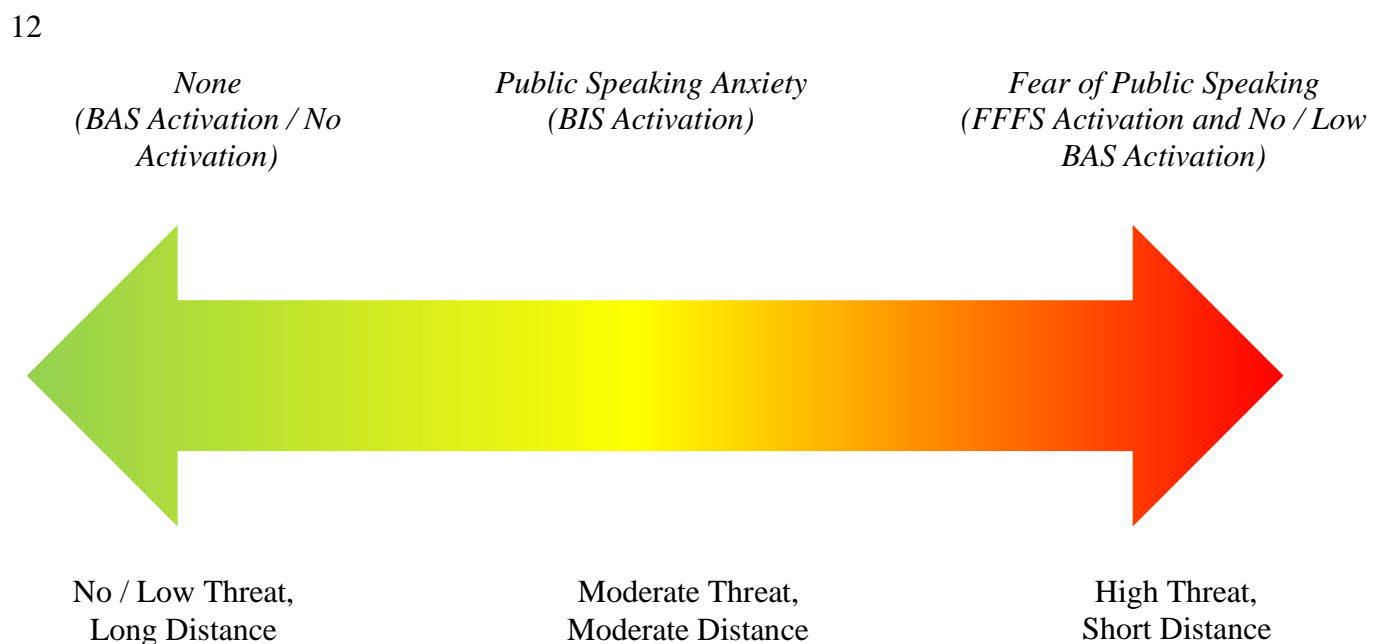 12
None
(BAS Activation / No
Activation)
Public Speaking Anxiety
(BIS Activation)
Fear of Public Speaking
(FFFS Activation and No / Low
BAS Activation)
No / Low Threat,
Long Distance
Moderate Threat,
Moderate Distance
High Threat,
Short Distance